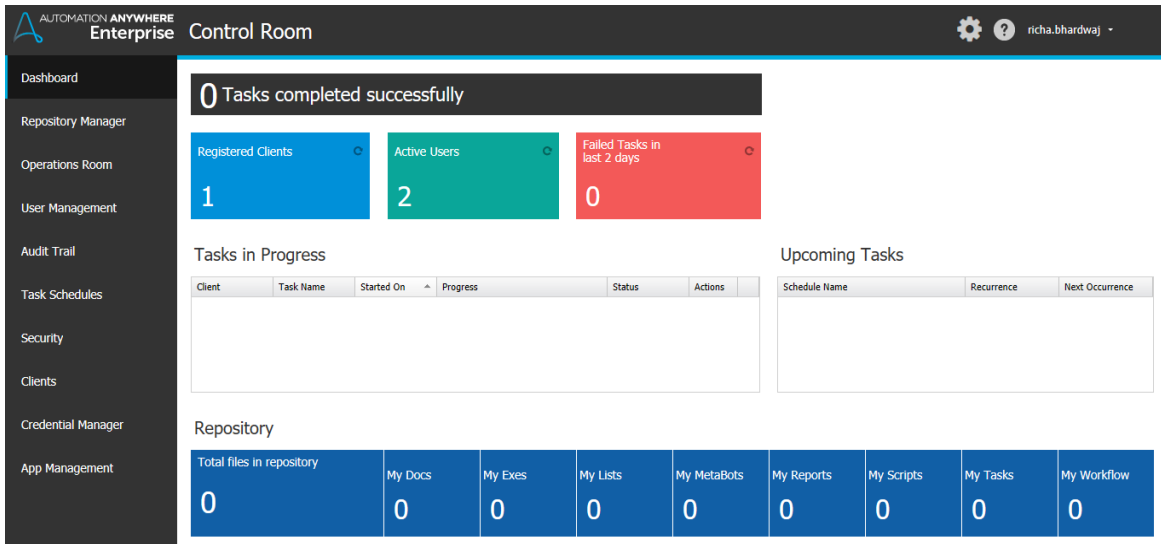 AUTOMATION ANYWHERE
Enterprise
Control Room
richa.bhardwaj
Dashboard
Repository Manager
Operations Room
User Management
Audit Trail
Task Schedules
Security
Clients
Credential Manager
App Management
0 Tasks completed successfully
Registered Clients
1
Active Users
2
Failed Tasks in
last 2 days
0
Tasks in Progress
Client Task Name Started On Progress Status Actions
Upcoming Tasks
Schedule Name Recurrence Next Occurrence
Repository
Total files in repository
0
My Docs
0
My Exes
0
My Lists
0
My MetaBots
0
My Reports
0
My Scripts
0
My Tasks
0
My Workflow
0